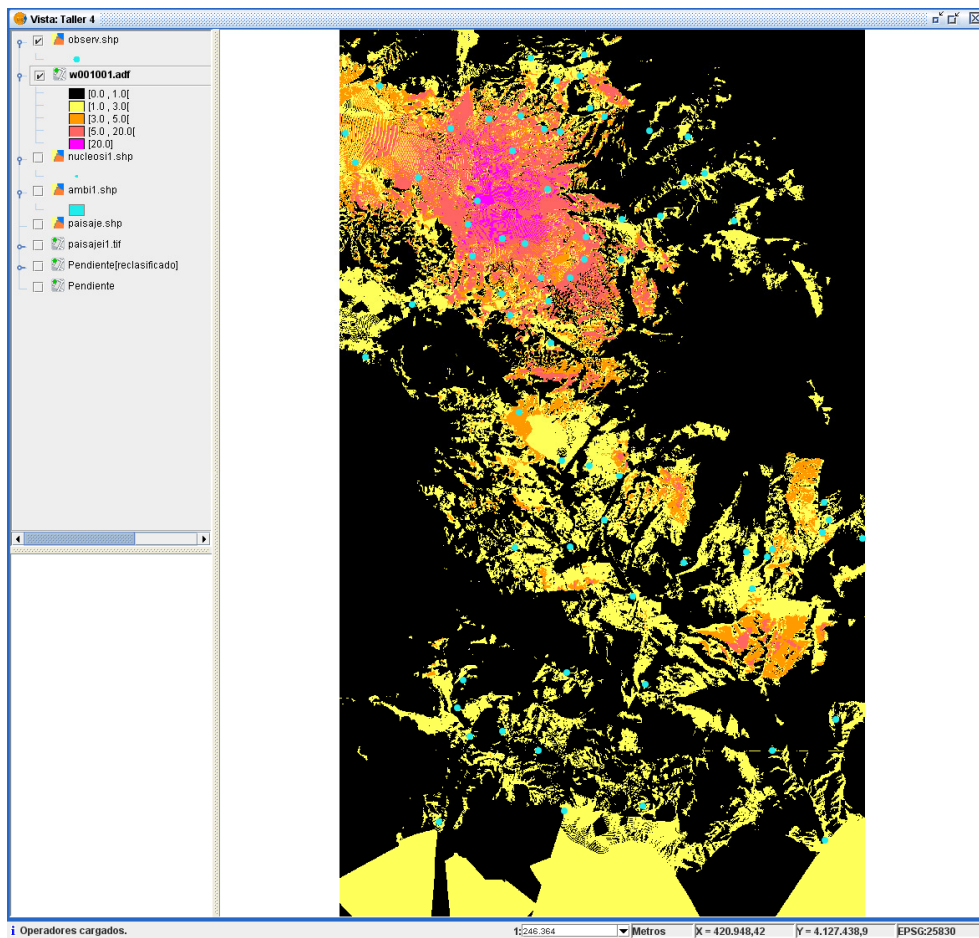 Vista: Taller 4
observ.shp
w001001.adf
[0.0 , 1.0[
[1.0 , 3.0[
[3.0 , 5.0[
[5.0 , 20.0[
[20.0]
nucleosi1.shp
ambi1.shp
paisaje.shp
paisajei1.tif
Pendiente[reclasificado]
Pendiente
i Operadores cargados. 1: 246.364 Metros X = 420.948,42 Y = 4.127.438,9 EPSG:25830